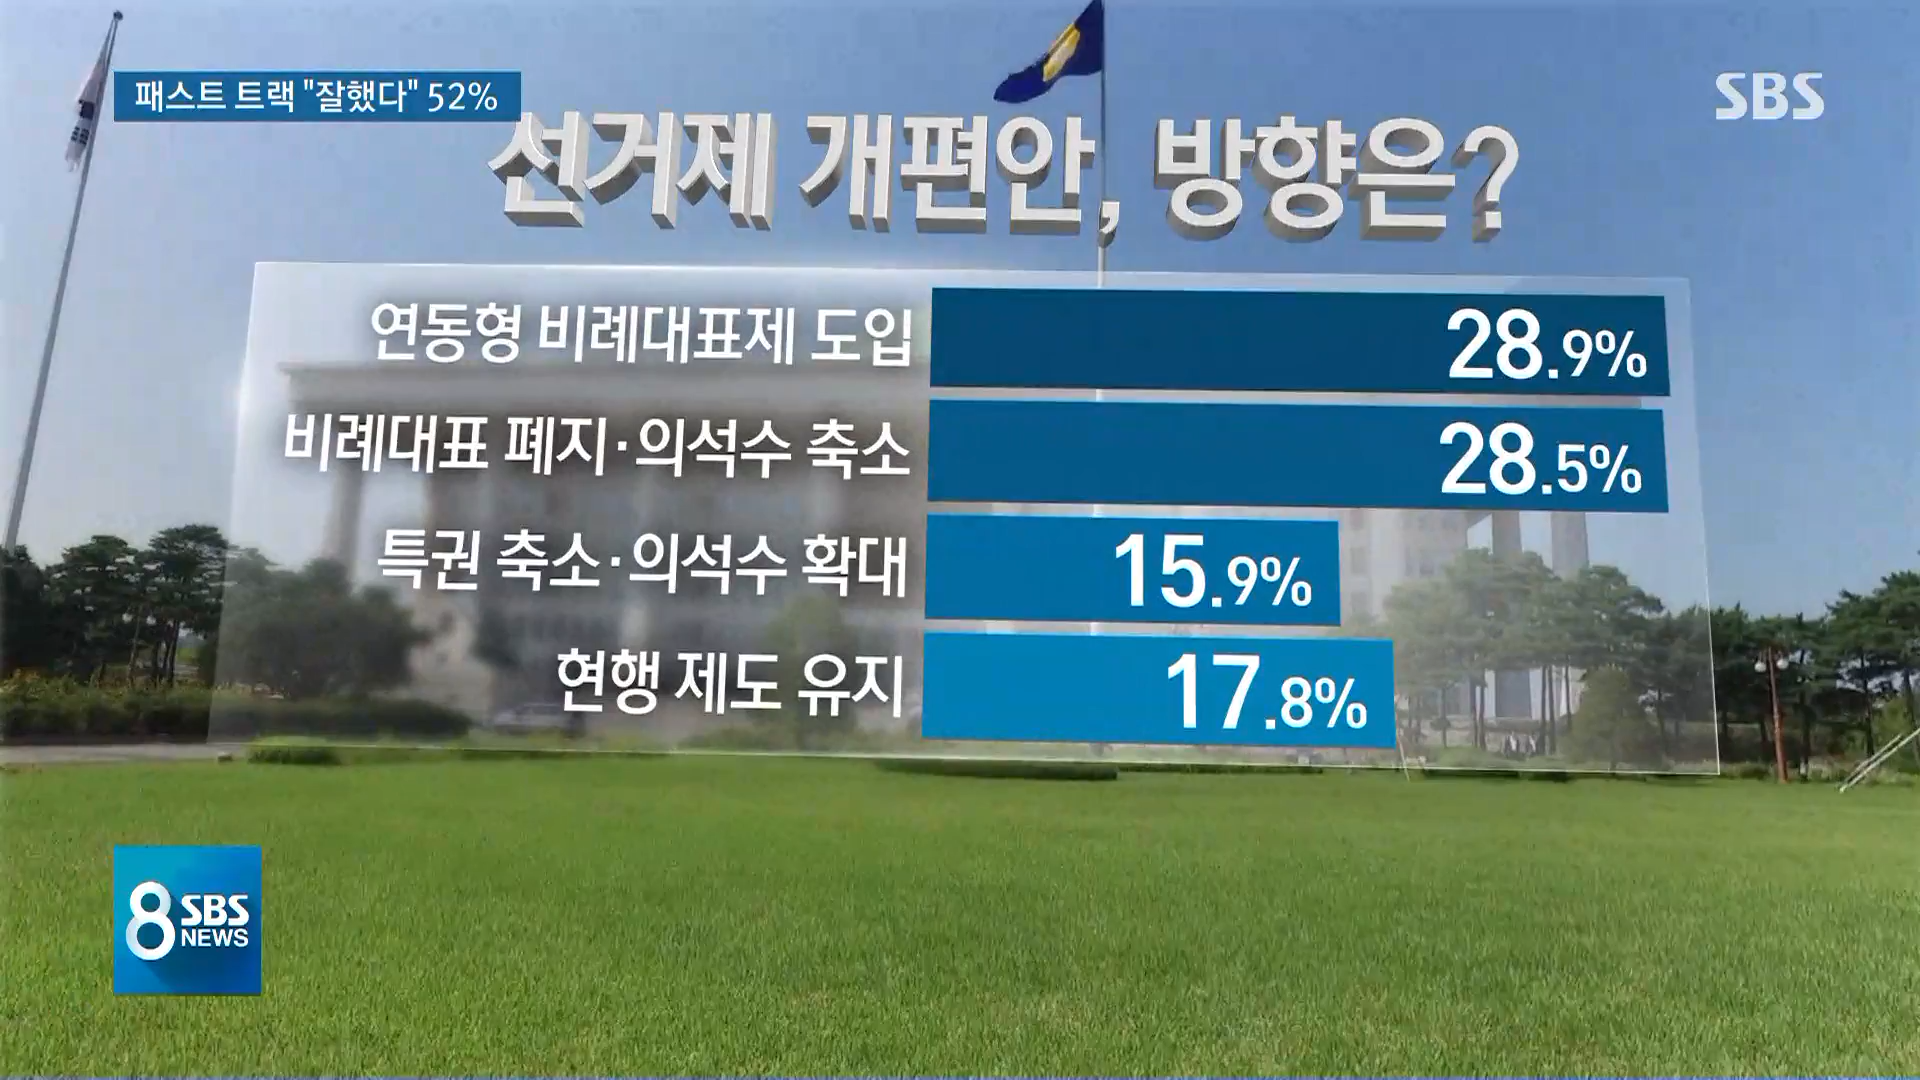 패스트 트랙 "잘했다" 52%
SBS
선거제 개편안, 방향은?
연동형 비례대표제 도입 28.9%
비례대표 폐지·의석수 축소 28.5%
특권 축소·의석수 확대 15.9%
현행 제도 유지 17.8%
8 SBS NEWS